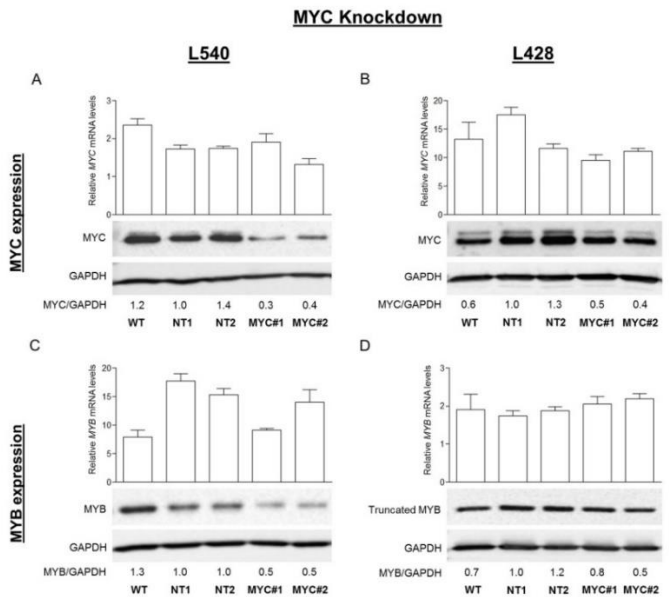 MYC Knockdown
L540
L428
MYC expression
A
Relative MYC mRNA levels
3
2
1
0
MYC
GAPDH
MYC/GAPDH 1.2 1.0 1.4 0.3 0.4
WT NT1 NT2 MYC#1 MYC#2
B
Relative MYC mRNA levels
20
15
10
5
0
MYC
GAPDH
MYC/GAPDH 0.6 1.0 1.3 0.5 0.4
WT NT1 NT2 MYC#1 MYC#2
MYB expression
C
Relative MYB mRNA levels
20
15
10
5
0
MYB
GAPDH
MYB/GAPDH 1.3 1.0 1.0 0.5 0.5
WT NT1 NT2 MYC#1 MYC#2
D
Relative MYB mRNA levels
3
2
1
0
Truncated MYB
GAPDH
MYB/GAPDH 0.7 1.0 1.2 0.8 0.5
WT NT1 NT2 MYC#1 MYC#2